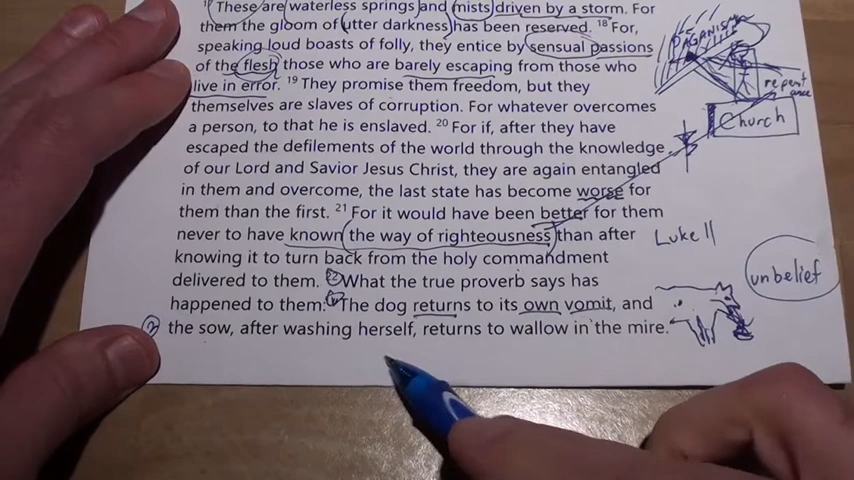 17 These are waterless springs and mists driven by a storm. For
them the gloom of utter darkness has been reserved. 18 For,
speaking loud boasts of folly, they entice by sensual passions
of the flesh those who are barely escaping from those who
live in error. 19 They promise them freedom, but they
themselves are slaves of corruption. For whatever overcomes
a person, to that he is enslaved. 20 For if, after they have
escaped the defilements of the world through the knowledge
of our Lord and Savior Jesus Christ, they are again entangled
in them and overcome, the last state has become worse for
them than the first. 21 For it would have been better for them
never to have known the way of righteousness than after
knowing it to turn back from the holy commandment
delivered to them. 22 What the true proverb says has
happened to them: The dog returns to its own vomit, and
2 the sow, after washing herself, returns to wallow in the mire.
PAGANISM
repent
ance
Church
Luke 11
unbelief